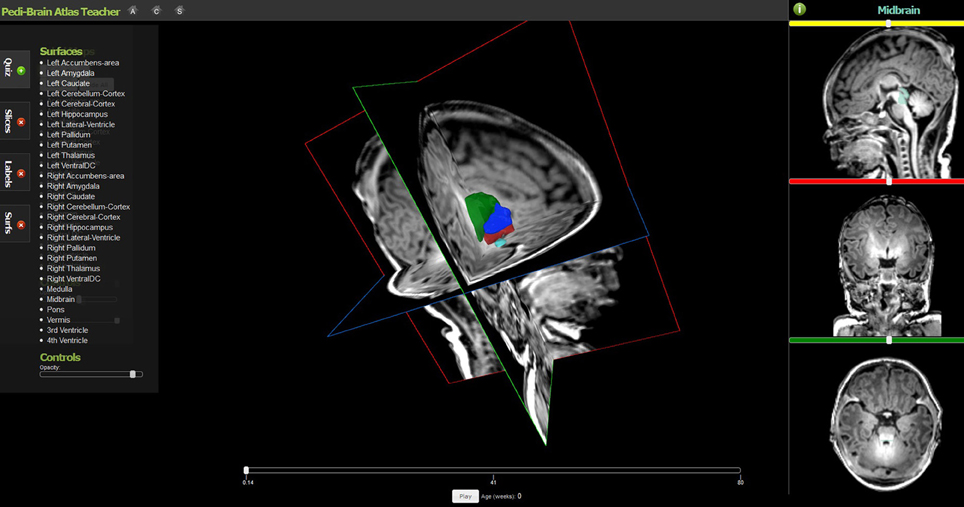 Pedi-Brain Atlas Teacher A C S
Midbrain
Quiz
Slices
Labels
Surfs
Surfaces
Left Accumbens-area
Left Amygdala
Left Caudate
Left Cerebellum-Cortex
Left Cerebral-Cortex
Left Hippocampus
Left Lateral-Ventricle
Left Pallidum
Left Putamen
Left Thalamus
Left VentralDC
Right Accumbens-area
Right Amygdala
Right Caudate
Right Cerebellum-Cortex
Right Cerebral-Cortex
Right Hippocampus
Right Lateral-Ventricle
Right Pallidum
Right Putamen
Right Thalamus
Right VentralDC
Medulla
Midbrain
Pons
Vermis
3rd Ventricle
4th Ventricle
Controls
Opacity:
0.14 41 80
Play Age (weeks): 0